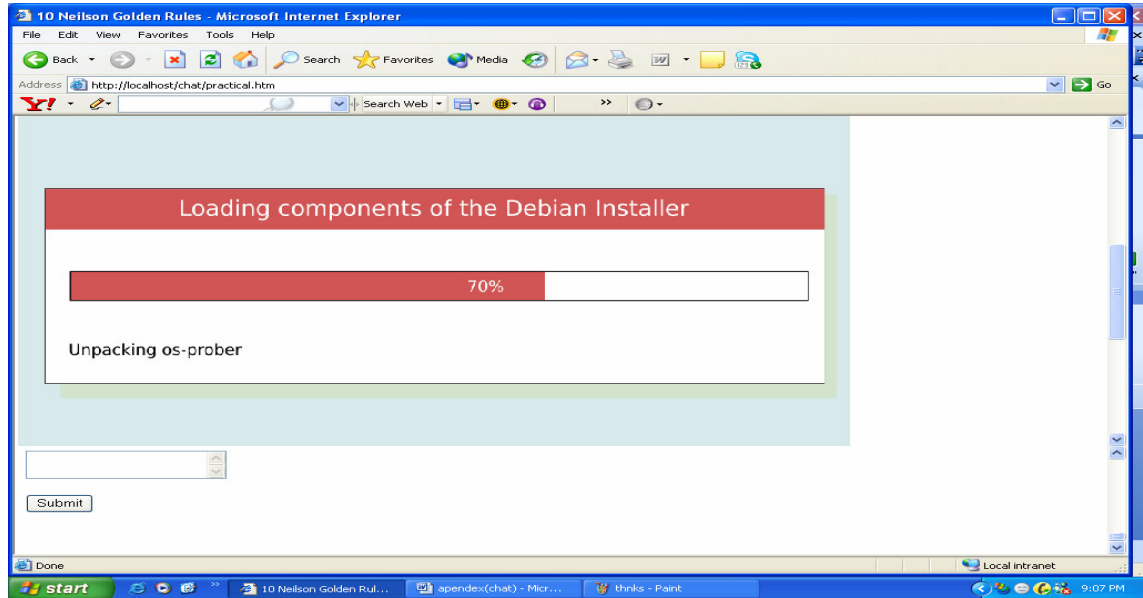 10 Neilson Golden Rules - Microsoft Internet Explorer
File Edit View Favorites Tools Help
Back Search Favorites Media
Address http://localhost/chat/practical.htm Go
Y! Search Web »
Loading components of the Debian Installer
70%
Unpacking os-prober
Submit
Done Local intranet
start » 10 Neilson Golden Rul... apendex(chat) - Micr... thnks - Paint 9:07 PM